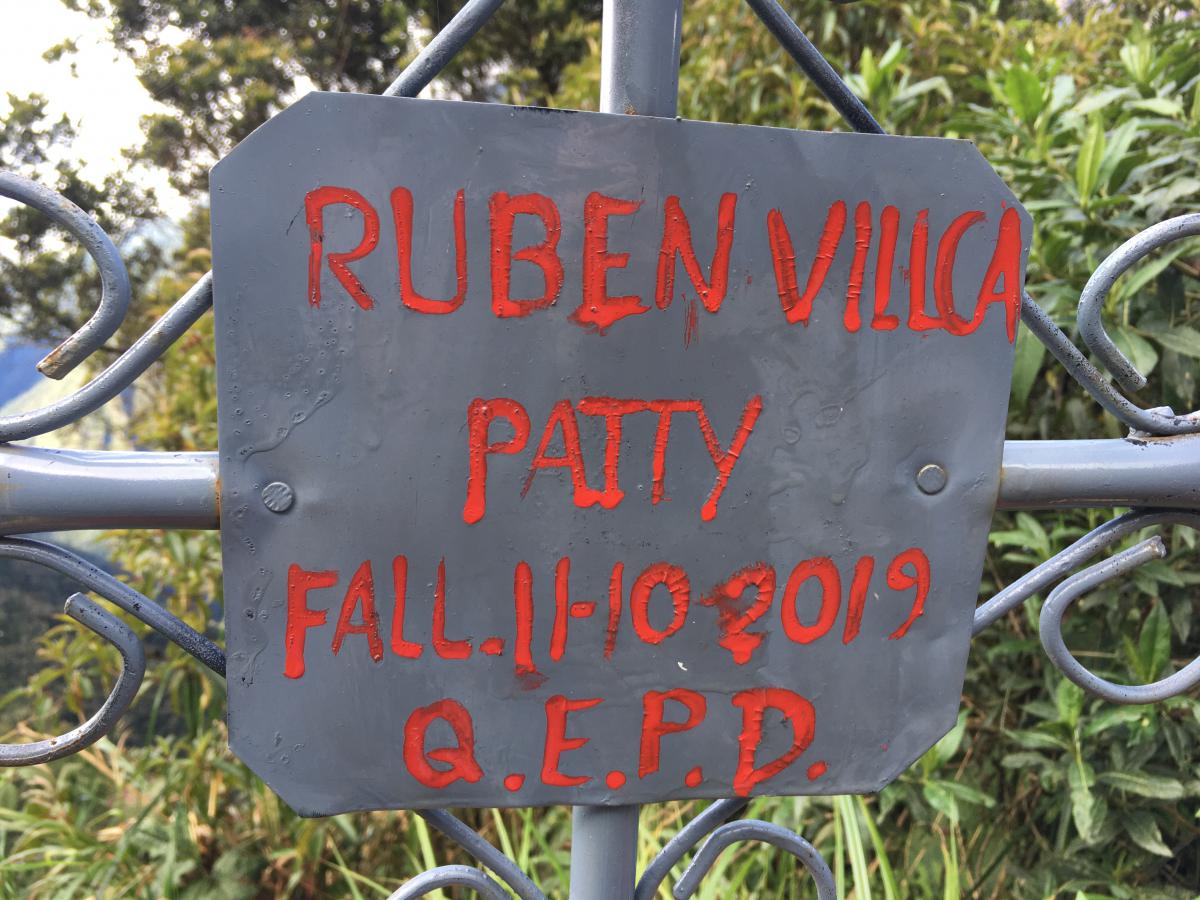 RUBEN VILLCA
PATTY
FALL. 11-10-2019
Q.E.P.D.